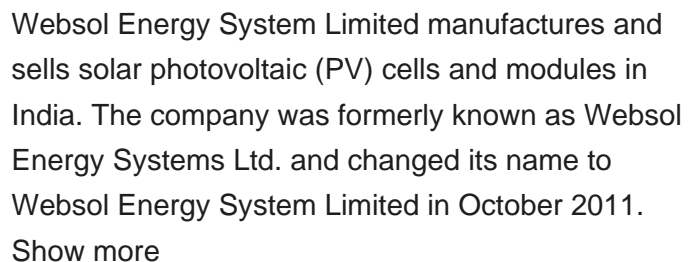 Websol Energy System Limited manufactures and
sells solar photovoltaic (PV) cells and modules in
India. The company was formerly known as Websol
Energy Systems Ltd. and changed its name to
Websol Energy System Limited in October 2011.
Show more